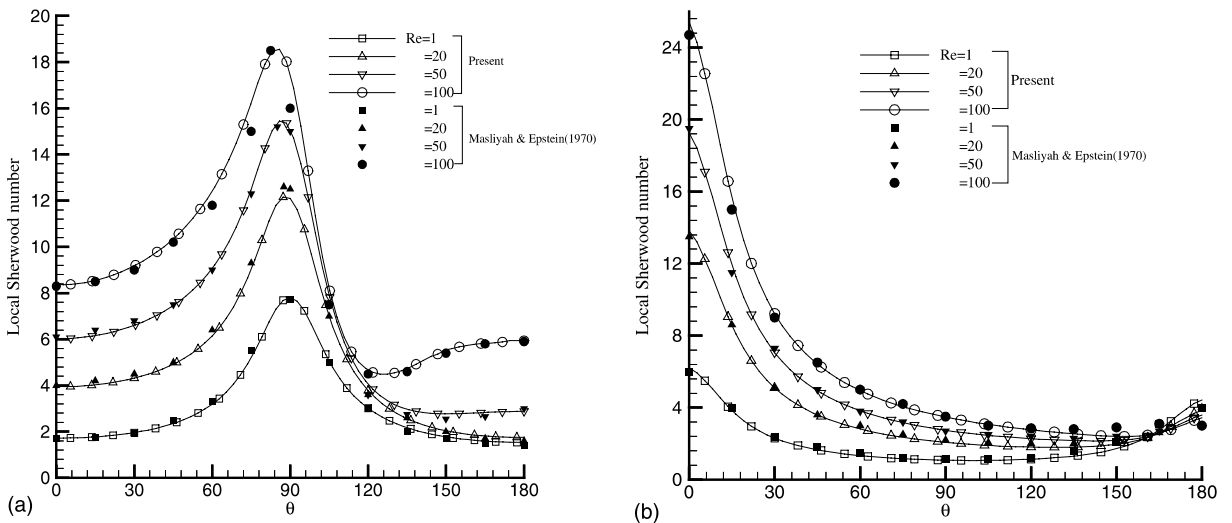 20
18
16
14
12
10
8
6
4
2
0
Local Sherwood number
0 30 60 90 120 150 180
θ
(a)
Re=1
=20
=50
=100
Present
=1
=20
=50
=100
Masliyah & Epstein(1970)
24
20
16
12
8
4
0
Local Sherwood number
0 30 60 90 120 150 180
θ
(b)
Re=1
=20
=50
=100
Present
=1
=20
=50
=100
Masliyah & Epstein(1970)